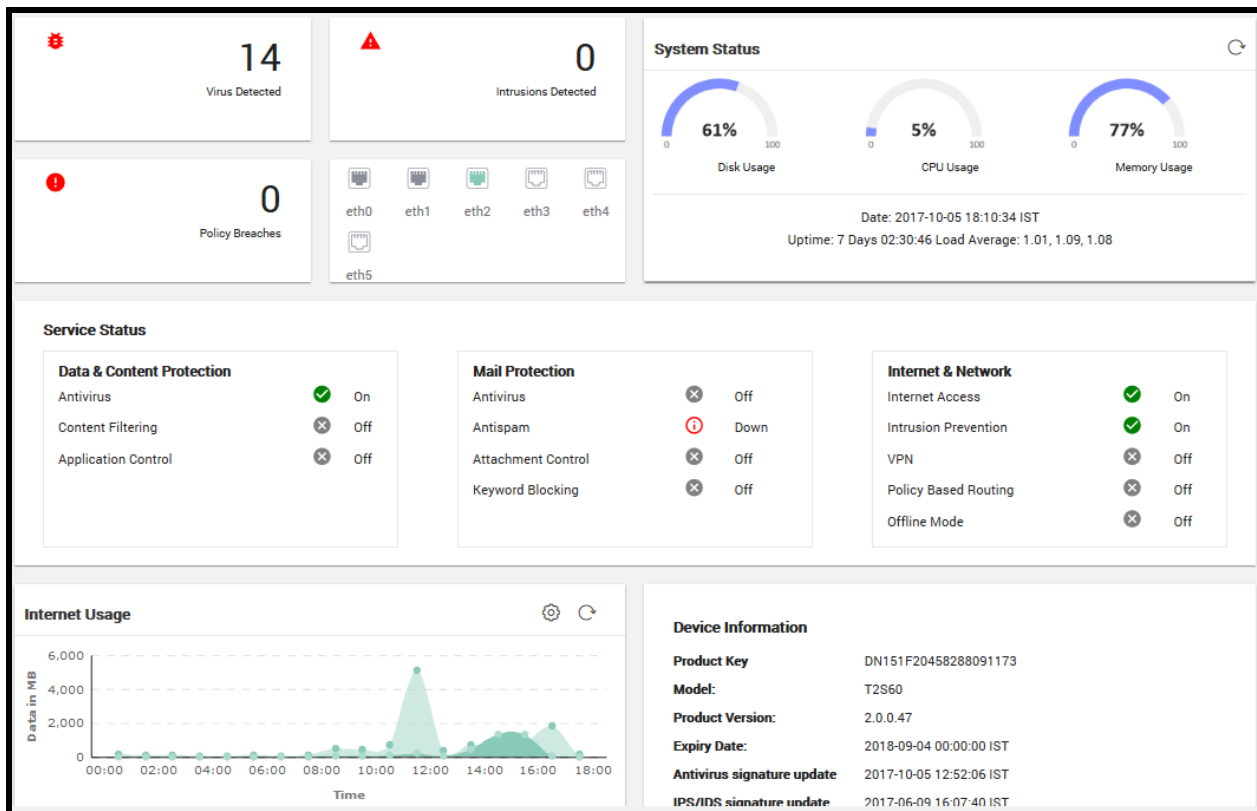 14
Virus Detected
0
Intrusions Detected
System Status
61%
0 100
Disk Usage
5%
0 100
CPU Usage
77%
0 100
Memory Usage
Date: 2017-10-05 18:10:34 IST
Uptime: 7 Days 02:30:46 Load Average: 1.01, 1.09, 1.08
0
Policy Breaches
eth0 eth1 eth2 eth3 eth4
eth5
Service Status
Data & Content Protection
Antivirus On
Content Filtering Off
Application Control Off
Mail Protection
Antivirus Off
Antispam Down
Attachment Control Off
Keyword Blocking Off
Internet & Network
Internet Access On
Intrusion Prevention On
VPN Off
Policy Based Routing Off
Offline Mode Off
Internet Usage
Data in MB
6,000
4,000
2,000
0
00:00 02:00 04:00 06:00 08:00 10:00 12:00 14:00 16:00 18:00
Time
Device Information
Product Key DN151F20458288091173
Model: T2S60
Product Version: 2.0.0.47
Expiry Date: 2018-09-04 00:00:00 IST
Antivirus signature update 2017-10-05 12:52:06 IST
IPS/IDS signature update 2017-06-09 16:07:40 IST